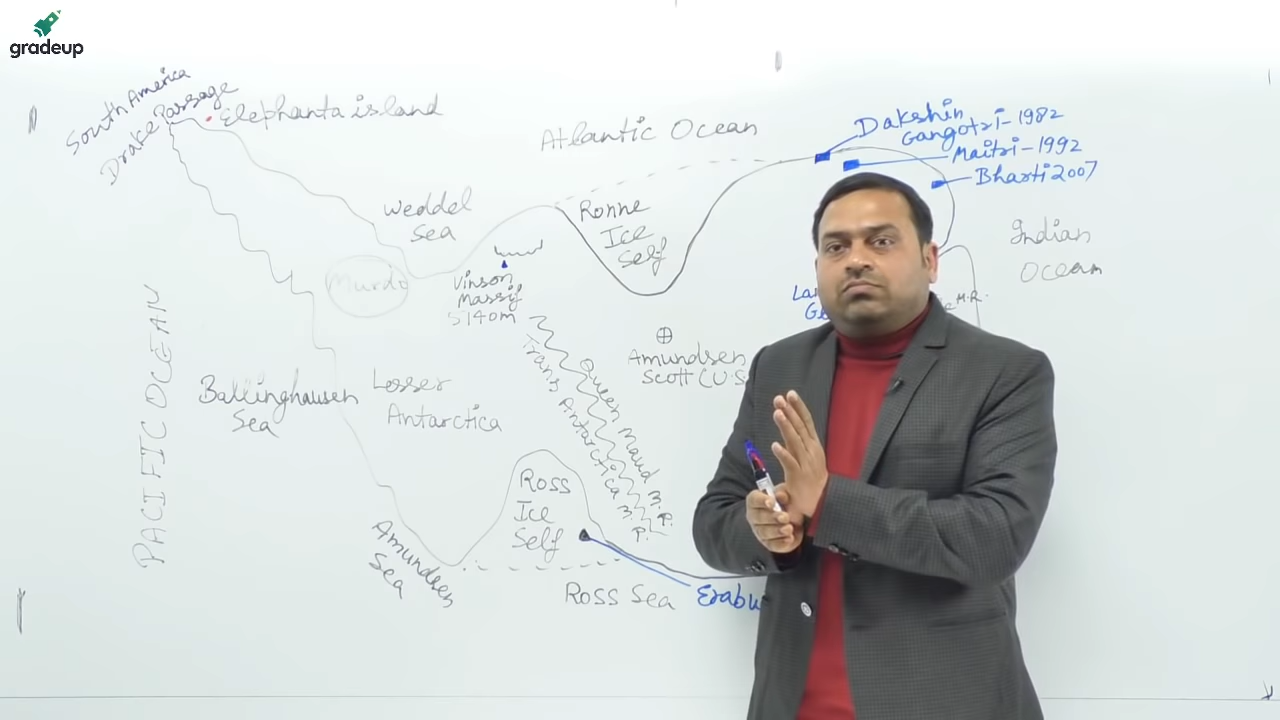 gradeup
South America
Drake Passage
Elephanta island
Atlantic Ocean
Dakshin
Gangotri-1982
Maitri-1992
Bharti 2007
Weddel
Sea
Ronne
Ice
Self
Indian
Ocean
Murdo
Vinson
Massif
5140m
M.R.
Amundsen
Scott (U.S
PACIFIC OCEAN
Ballinghausen
Sea
Lesser
Antarctica
Queen Maud M.P.
Trans Antarctica M.P.
Ross
Ice
Self
Amundsen
Sea
Ross Sea
Erabu